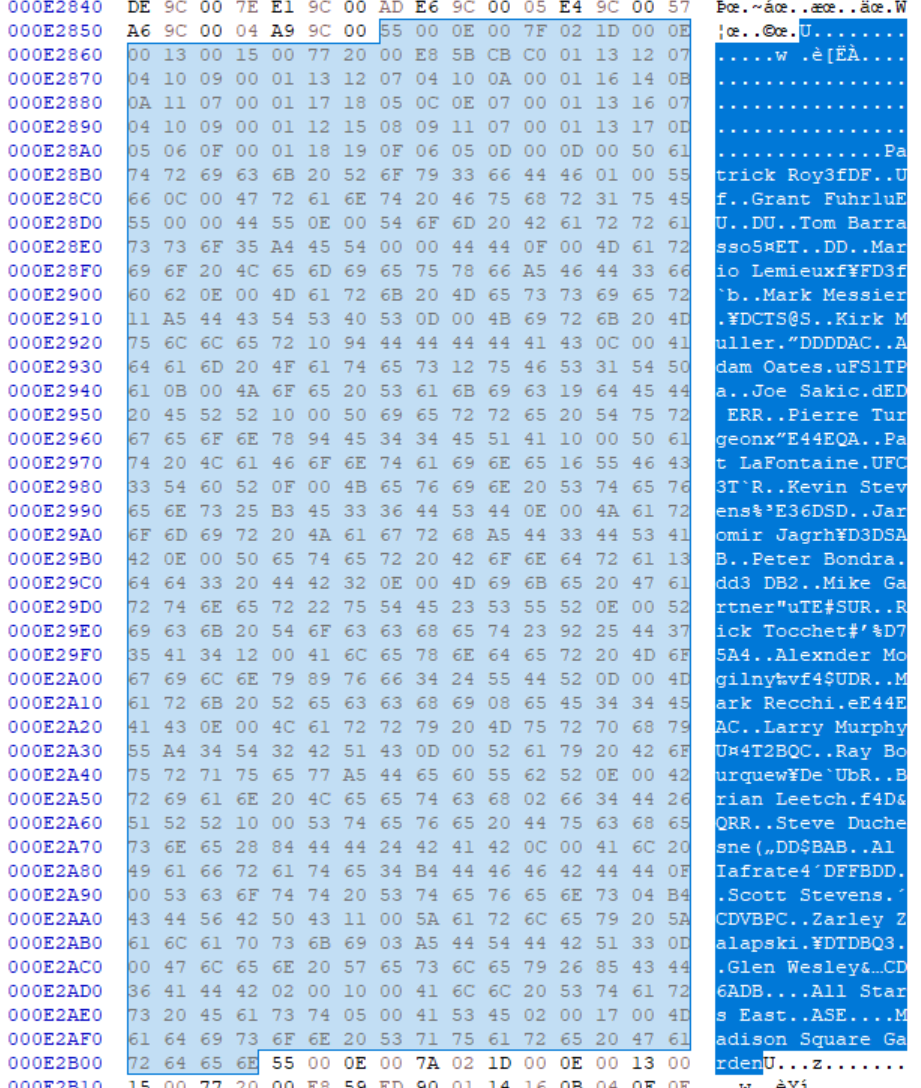 000E2840 DE 9C 00 7E E1 9C 00 AD E6 9C 00 05 E4 9C 00 57 Þœ.~áœ..æœ..äœ.W
000E2850 A6 9C 00 04 A9 9C 00 55 00 0E 00 7F 02 1D 00 0E ¦œ..©œ.U........
000E2860 00 13 00 15 00 77 20 00 E8 5B CB C0 01 13 12 07 .....w .è[ËÀ....
000E2870 04 10 09 00 01 13 12 07 04 10 0A 00 01 16 14 0B ................
000E2880 0A 11 07 00 01 17 18 05 0C 0E 07 00 01 13 16 07 ................
000E2890 04 10 09 00 01 12 15 08 09 11 07 00 01 13 17 0D ................
000E28A0 05 06 0F 00 01 18 19 0F 06 05 0D 00 0D 00 50 61 ..............Pa
000E28B0 74 72 69 63 6B 20 52 6F 79 33 66 44 46 01 00 55 trick Roy3fDF..U
000E28C0 66 0C 00 47 72 61 6E 74 20 46 75 68 72 31 75 45 f..Grant FuhrluE
000E28D0 55 00 00 44 55 0E 00 54 6F 6D 20 42 61 72 72 61 U..DU..Tom Barra
000E28E0 73 73 6F 35 A4 45 54 00 00 44 44 0F 00 4D 61 72 sso5¤ET..DD..Mar
000E28F0 69 6F 20 4C 65 6D 69 65 75 78 66 A5 46 44 33 66 io Lemieuxf¥FD3f
000E2900 60 62 0E 00 4D 61 72 6B 20 4D 65 73 73 69 65 72 `b..Mark Messier
000E2910 11 A5 44 43 54 53 40 53 0D 00 4B 69 72 6B 20 4D .¥DCTS@S..Kirk M
000E2920 75 6C 6C 65 72 10 94 44 44 44 44 41 43 0C 00 41 uller.”DDDDAC..A
000E2930 64 61 6D 20 4F 61 74 65 73 12 75 46 53 31 54 50 dam Oates.uFS1TP
000E2940 61 0B 00 4A 6F 65 20 53 61 6B 69 63 19 64 45 44 a..Joe Sakic.dED
000E2950 20 45 52 52 10 00 50 69 65 72 72 65 20 54 75 72 ERR..Pierre Tur
000E2960 67 65 6F 6E 78 94 45 34 34 45 51 41 10 00 50 61 geonx”E44EQA..Pa
000E2970 74 20 4C 61 46 6F 6E 74 61 69 6E 65 16 55 46 43 t LaFontaine.UFC
000E2980 33 54 60 52 0F 00 4B 65 76 69 6E 20 53 74 65 76 3T`R..Kevin Stev
000E2990 65 6E 73 25 B3 45 33 36 44 53 44 0E 00 4A 61 72 ens%³E36DSD..Jar
000E29A0 6F 6D 69 72 20 4A 61 67 72 68 A5 44 33 44 53 41 omir Jagrh¥D3DSA
000E29B0 42 0E 00 50 65 74 65 72 20 42 6F 6E 64 72 61 13 B..Peter Bondra.
000E29C0 64 64 33 20 44 42 32 0E 00 4D 69 6B 65 20 47 61 dd3 DB2..Mike Ga
000E29D0 72 74 6E 65 72 22 75 54 45 23 53 55 52 0E 00 52 rtner"uTE#SUR..R
000E29E0 69 63 6B 20 54 6F 63 63 68 65 74 23 92 25 44 37 ick Tocchet#’%D7
000E29F0 35 41 34 12 00 41 6C 65 78 6E 64 65 72 20 4D 6F 5A4..Alexnder Mo
000E2A00 67 69 6C 6E 79 89 76 66 34 24 55 44 52 0D 00 4D gilny‰vf4$UDR..M
000E2A10 61 72 6B 20 52 65 63 63 68 69 08 65 45 34 34 45 ark Recchi.eE44E
000E2A20 41 43 0E 00 4C 61 72 72 79 20 4D 75 72 70 68 79 AC..Larry Murphy
000E2A30 55 A4 34 54 32 42 51 43 0D 00 52 61 79 20 42 6F U¤4T2BQC..Ray Bo
000E2A40 75 72 71 75 65 77 A5 44 65 60 55 62 52 0E 00 42 urquew¥De`UbR..B
000E2A50 72 69 61 6E 20 4C 65 65 74 63 68 02 66 34 44 26 rian Leetch.f4D&
000E2A60 51 52 52 10 00 53 74 65 76 65 20 44 75 63 68 65 QRR..Steve Duche
000E2A70 73 6E 65 28 84 44 44 24 42 41 42 0C 00 41 6C 20 sne(„DD$BAB..Al
000E2A80 49 61 66 72 61 74 65 34 B4 44 46 46 42 44 44 0F Iafrate4´DFFBDD.
000E2A90 00 53 63 6F 74 74 20 53 74 65 76 65 6E 73 04 B4 .Scott Stevens.´
000E2AA0 43 44 56 42 50 43 11 00 5A 61 72 6C 65 79 20 5A CDVBPC..Zarley Z
000E2AB0 61 6C 61 70 73 6B 69 03 A5 44 54 44 42 51 33 0D alapski.¥DTDBQ3.
000E2AC0 00 47 6C 65 6E 20 57 65 73 6C 65 79 26 85 43 44 .Glen Wesley&…CD
000E2AD0 36 41 44 42 02 00 10 00 41 6C 6C 20 53 74 61 72 6ADB....All Star
000E2AE0 73 20 45 61 73 74 05 00 41 53 45 02 00 17 00 4D s East..ASE....M
000E2AF0 61 64 69 73 6F 6E 20 53 71 75 61 72 65 20 47 61 adison Square Ga
000E2B00 72 64 65 6E 55 00 0E 00 7A 02 1D 00 0E 00 13 00 rdenU...z.......